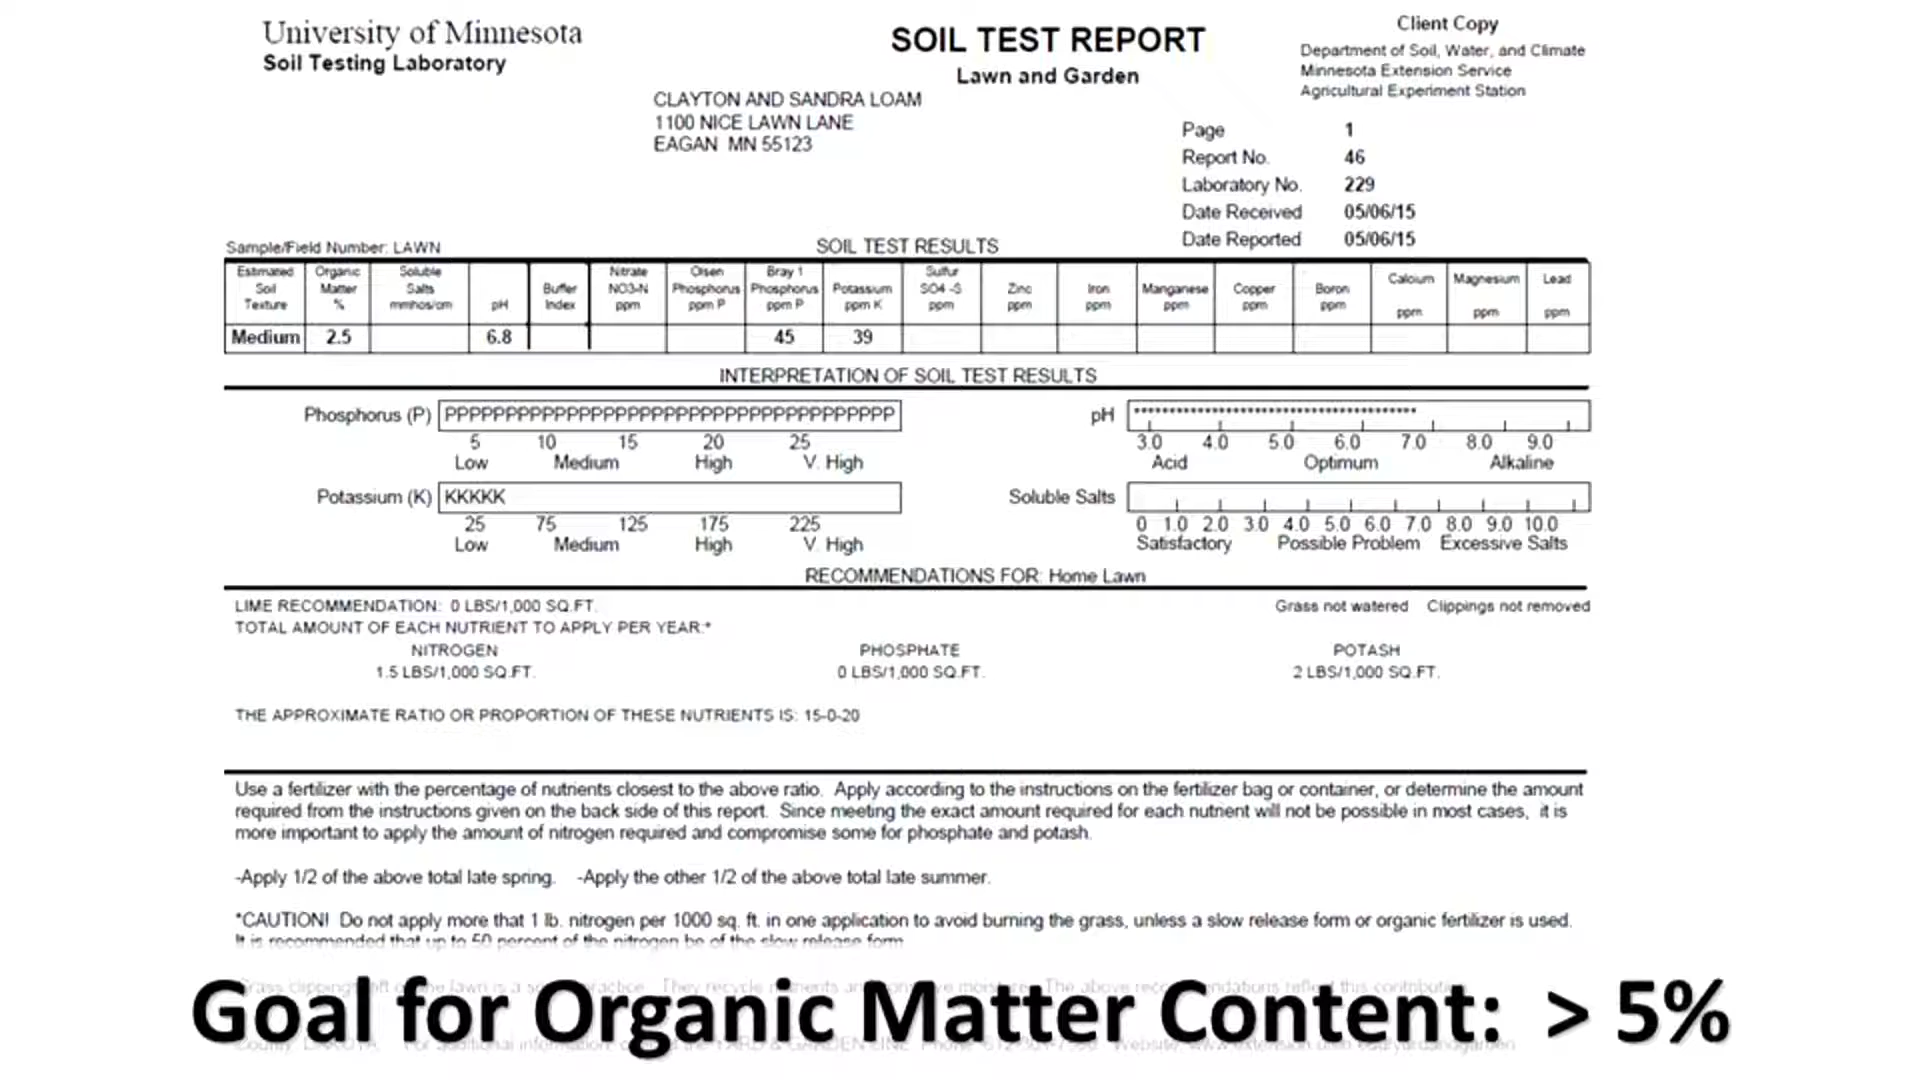 University of Minnesota
Soil Testing Laboratory
SOIL TEST REPORT
Lawn and Garden
Client Copy
Department of Soil, Water, and Climate
Minnesota Extension Service
Agricultural Experiment Station
CLAYTON AND SANDRA LOAM
1100 NICE LAWN LANE
EAGAN MN 55123
Page 1
Report No. 46
Laboratory No. 229
Date Received 05/06/15
Date Reported 05/06/15
Sample/Field Number: LAWN
SOIL TEST RESULTS
Estimated Soil Texture
Organic Matter %
Soluble Salts mmhos/cm
pH
Buffer Index
Nitrate NO3-N ppm
Olsen Phosphorus ppm P
Bray 1 Phosphorus ppm P
Potassium ppm K
Sulfur SO4 -S ppm
Zinc ppm
Iron ppm
Manganese ppm
Copper ppm
Boron ppm
Calcium ppm
Magnesium ppm
Lead ppm
Medium 2.5 6.8 45 39
INTERPRETATION OF SOIL TEST RESULTS
Phosphorus (P) PPPPPPPPPPPPPPPPPPPPPPPPPPPPPPPPPPPPP
5 10 15 20 25
Low Medium High V. High
pH ****************************************
3.0 4.0 5.0 6.0 7.0 8.0 9.0
Acid Optimum Alkaline
Potassium (K) KKKKK
25 75 125 175 225
Low Medium High V. High
Soluble Salts
0 1.0 2.0 3.0 4.0 5.0 6.0 7.0 8.0 9.0 10.0
Satisfactory Possible Problem Excessive Salts
RECOMMENDATIONS FOR: Home Lawn
LIME RECOMMENDATION: 0 LBS/1,000 SQ.FT.
Grass not watered Clippings not removed
TOTAL AMOUNT OF EACH NUTRIENT TO APPLY PER YEAR:*
NITROGEN PHOSPHATE POTASH
1.5 LBS/1,000 SQ.FT. 0 LBS/1,000 SQ.FT. 2 LBS/1,000 SQ.FT.
THE APPROXIMATE RATIO OR PROPORTION OF THESE NUTRIENTS IS: 15-0-20
Use a fertilizer with the percentage of nutrients closest to the above ratio. Apply according to the instructions on the fertilizer bag or container, or determine the amount
required from the instructions given on the back side of this report. Since meeting the exact amount required for each nutrient will not be possible in most cases, it is
more important to apply the amount of nitrogen required and compromise some for phosphate and potash.
-Apply 1/2 of the above total late spring. -Apply the other 1/2 of the above total late summer.
*CAUTION! Do not apply more that 1 lb. nitrogen per 1000 sq. ft. in one application to avoid burning the grass, unless a slow release form or organic fertilizer is used.
It is recommended that up to 50 percent of the nitrogen be of the slow release form
Goal for Organic Matter Content: > 5%